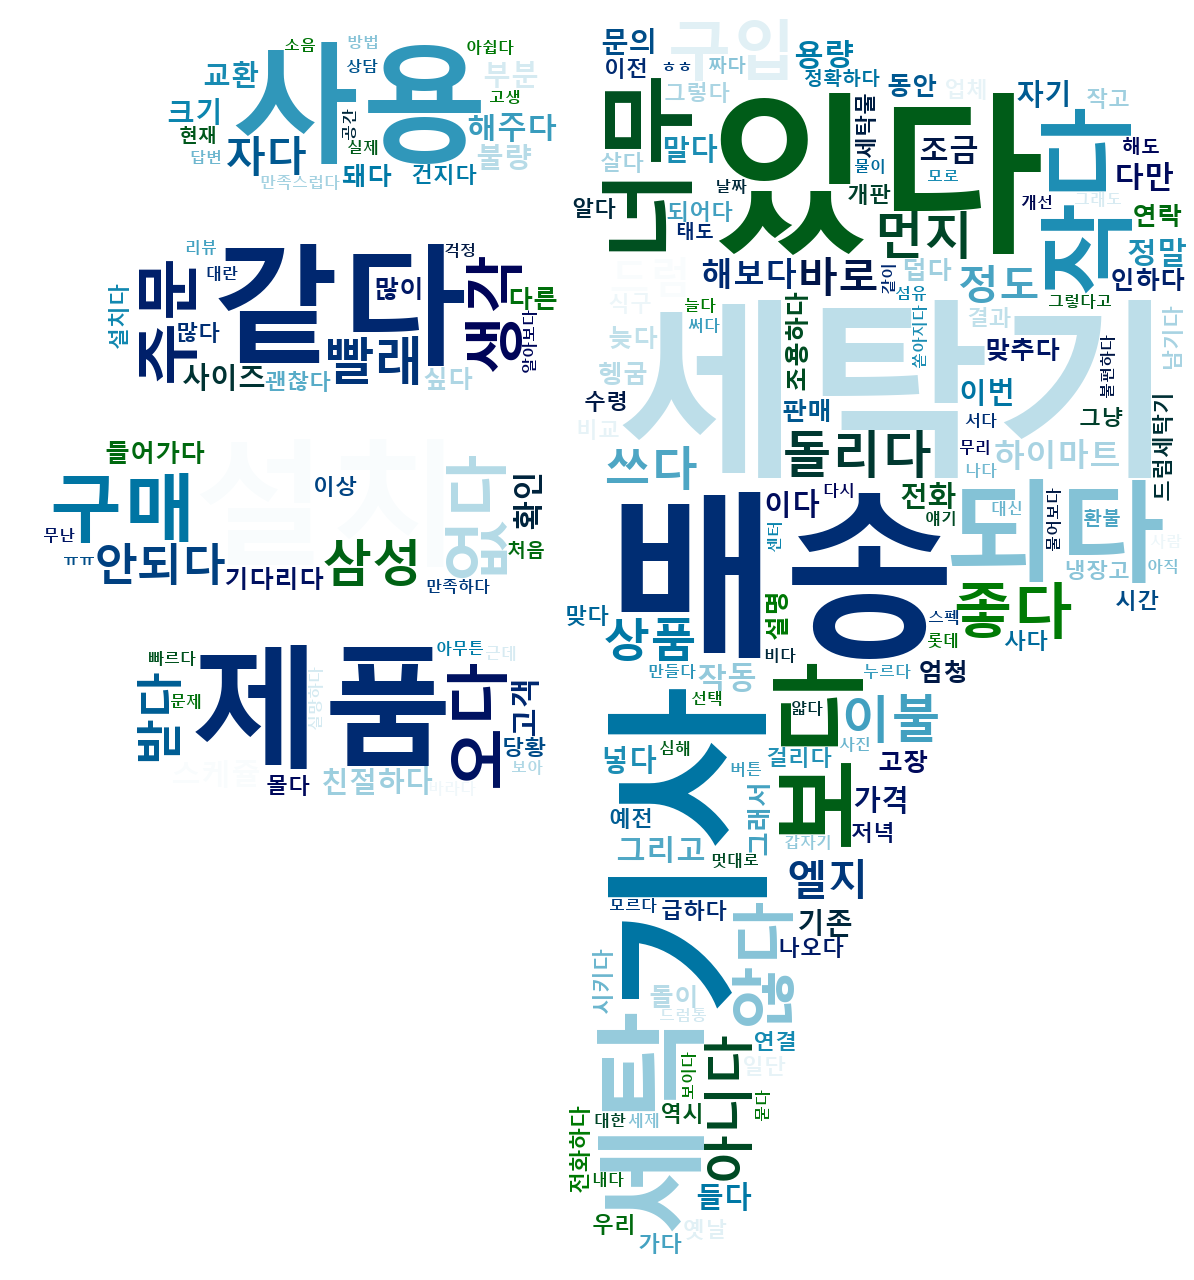 소음
방법
아쉽다
교환
상담
부분
사용
고생
크기
공간
현재
해주다
답변
자다
실제
불량
만족스럽다
돼다
건지다
리뷰
걱정
대란
같다
많이
생각
설치다
주문
다른
많다
알아보다
빨래
사이즈
괜찮다
싶다
들어가다
설치
구매
이상
없다
확인
무난
ㅠㅠ
안되다
삼성
처음
기다리다
만족하다
빠르다
아무튼
근데
제품
받다
문제
실망하다
오다
고객
당황
스케줄
몰다
친절하다
보아
버리다
문의
구입
용량
이전
ㅎㅎ
짜다
정확하다
동안
업체
자기
작고
그렇다
너무
있다
세탁물
작다
살다
말다
조금
해도
물이
모로
다만
날짜
개판
개선
그래도
알다
되어다
먼지
연락
태도
정말
드럼
해보다
바로
같이
덥다
정도
인하다
섬유
식구
늘다
그렇다고
써다
조용하다
쏟아지다
결과
남기다
늦다
세탁기
맞추다
불편하다
헹굼
수령
판매
이번
비교
서다
그냥
드럼세탁기
쓰다
돌리다
무리
하이마트
나다
이다
다시
전화
배송
되다
대신
물어보다
환불
얘기
센터
사람
냉장고
아직
맞다
설명
좋다
시간
상품
스펙
롯데
사다
비다
만들다
작동
누르다
엄청
선택
보다
얇다
이불
기사
넣다
심해
걸리다
사진
고장
버튼
예전
그래서
가격
저녁
그리고
갑자기
멋대로
엘지
모르다
급하다
원하다
기존
나오다
시키다
돌이
드럼통
세탁
연결
아니다
일단
보이다
대한
세제
역시
묻다
전화하다
내다
들다
우리
옛날
가다